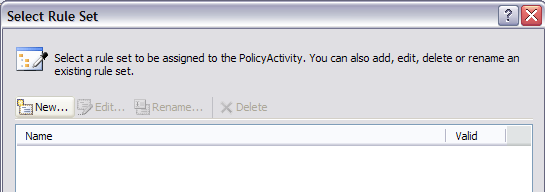 Select Rule Set
Select a rule set to be assigned to the PolicyActivity. You can also add, edit, delete or rename an
existing rule set.
New... Edit... Rename... Delete
Name Valid